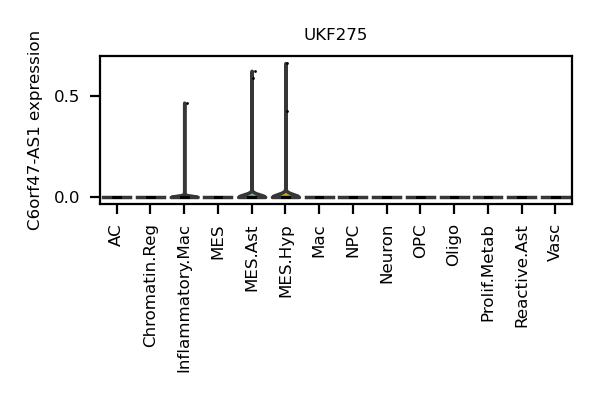 UKF275
C6orf47-AS1 expression
0.5
0.0
AC
Chromatin.Reg
Inflammatory.Mac
MES
MES.Ast
MES.Hyp
Mac
NPC
Neuron
OPC
Oligo
Prolif.Metab
Reactive.Ast
Vasc